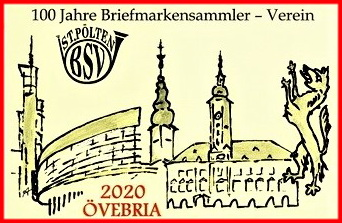 100 Jahre Briefmarkensammler – Verein
ST. PÖLTEN
BSV
2020
ÖVEBRIA